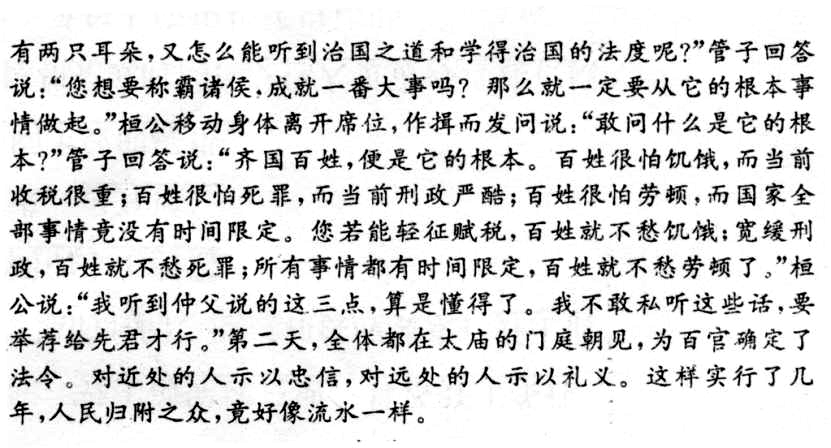 有两只耳朵,又怎么能听到治国之道和学得治国的法度呢?”管子回答
说:“您想要称霸诸侯,成就一番大事吗? 那么就一定要从它的根本事
情做起。”桓公移动身体离开席位,作揖而发问说:“敢问什么是它的根
本?”管子回答说:“齐国百姓,便是它的根本。百姓很怕饥饿,而当前
收税很重;百姓很怕死罪,而当前刑政严酷;百姓很怕劳顿,而国家全
部事情竟没有时间限定。您若能轻征赋税,百姓就不愁饥饿;宽缓刑
政,百姓就不愁死罪;所有事情都有时间限定,百姓就不愁劳顿了。”桓
公说:“我听到仲父说的这三点,算是懂得了。我不敢私听这些话,要
举荐给先君才行。”第二天,全体都在太庙的门庭朝见,为百官确定了
法令。对近处的人示以忠信,对远处的人示以礼义。这样实行了几
年,人民归附之众,竟好像流水一样。